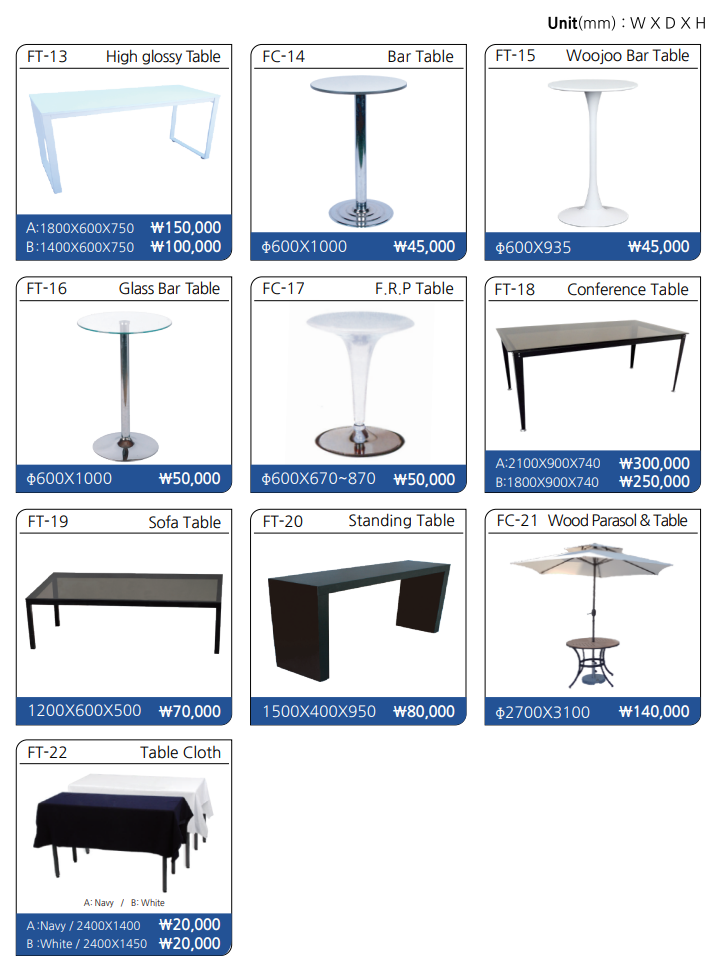 Unit(mm) : W X D X H
FT-13 High glossy Table
A:1800X600X750 ₩150,000
B:1400X600X750 ₩100,000
FC-14 Bar Table
ϕ600X1000 ₩45,000
FT-15 Woojoo Bar Table
ϕ600X935 ₩45,000
FT-16 Glass Bar Table
ϕ600X1000 ₩50,000
FC-17 F.R.P Table
ϕ600X670~870 ₩50,000
FT-18 Conference Table
A:2100X900X740 ₩300,000
B:1800X900X740 ₩250,000
FT-19 Sofa Table
1200X600X500 ₩70,000
FT-20 Standing Table
1500X400X950 ₩80,000
FC-21 Wood Parasol & Table
ϕ2700X3100 ₩140,000
FT-22 Table Cloth
A: Navy / B: White
A:Navy / 2400X1400 ₩20,000
B:White / 2400X1450 ₩20,000